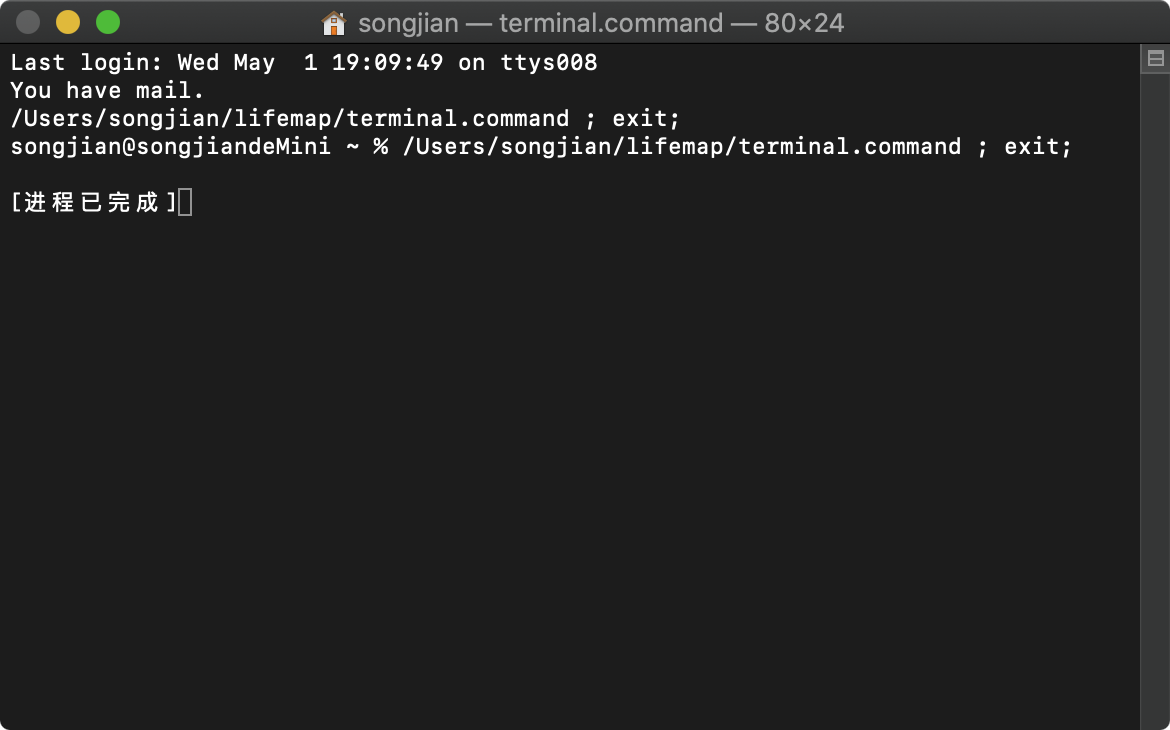 songjian — terminal.command — 80×24
Last login: Wed May  1 19:09:49 on ttys008
You have mail.
/Users/songjian/lifemap/terminal.command ; exit;
songjian@songjiandeMini ~ % /Users/songjian/lifemap/terminal.command ; exit;
[进程已完成]